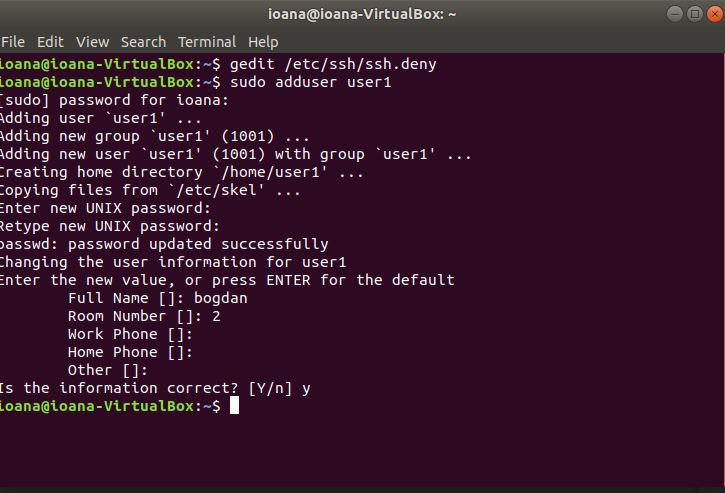 ioana@ioana-VirtualBox: ~
File Edit View Search Terminal Help
ioana@ioana-VirtualBox:~$ gedit /etc/ssh/ssh.deny
ioana@ioana-VirtualBox:~$ sudo adduser user1
[sudo] password for ioana:
Adding user `user1' ...
Adding new group `user1' (1001) ...
Adding new user `user1' (1001) with group `user1' ...
Creating home directory `/home/user1' ...
Copying files from `/etc/skel' ...
Enter new UNIX password:
Retype new UNIX password:
passwd: password updated successfully
Changing the user information for user1
Enter the new value, or press ENTER for the default
Full Name []: bogdan
Room Number []: 2
Work Phone []:
Home Phone []:
Other []:
Is the information correct? [Y/n] y
ioana@ioana-VirtualBox:~$